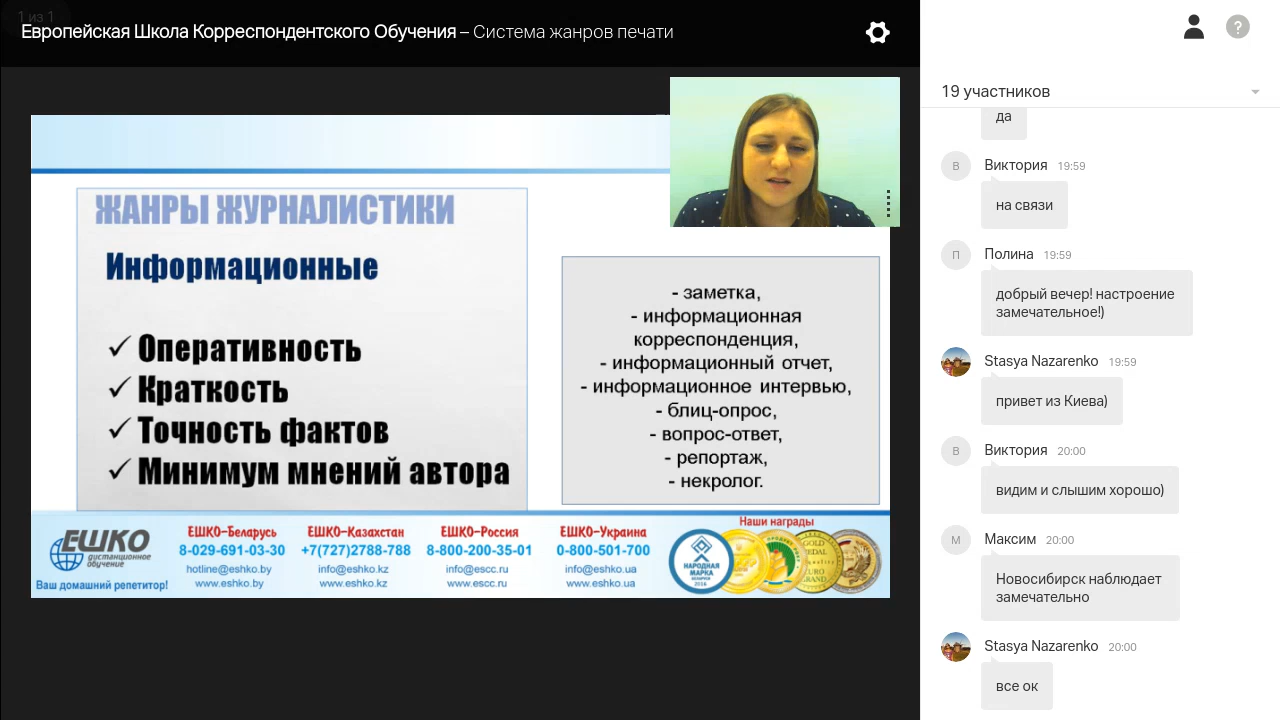 1 из 1
Европейская Школа Корреспондентского Обучения – Система жанров печати
ЖАНРЫ ЖУРНАЛИСТИКИ
Информационные
✓ Оперативность
✓ Краткость
✓ Точность фактов
✓ Минимум мнений автора
- заметка,
- информационная
корреспонденция,
- информационный отчет,
- информационное интервью,
- блиц-опрос,
- вопрос-ответ,
- репортаж,
- некролог.
ЕШКО
дистанционное
обучение
Ваш домашний репетитор!
ЕШКО-Беларусь
8-029-691-03-30
hotline@eshko.by
www.eshko.by
ЕШКО-Казахстан
+7(727)2788-788
info@eshko.kz
www.eshko.kz
ЕШКО-Россия
8-800-200-35-01
info@escc.ru
www.escc.ru
ЕШКО-Украина
0-800-501-700
info@eshko.ua
www.eshko.ua
Наши награды
НАРОДНАЯ
МАРКА
2016
GOLD
MEDAL
EURO
GRAND
?
19 участников
да
В
Виктория 19:59
на связи
П
Полина 19:59
добрый вечер! настроение
замечательное!)
Stasya Nazarenko 19:59
привет из Киева)
В
Виктория 20:00
видим и слышим хорошо)
М
Максим 20:00
Новосибирск наблюдает
замечательно
Stasya Nazarenko 20:00
все ок